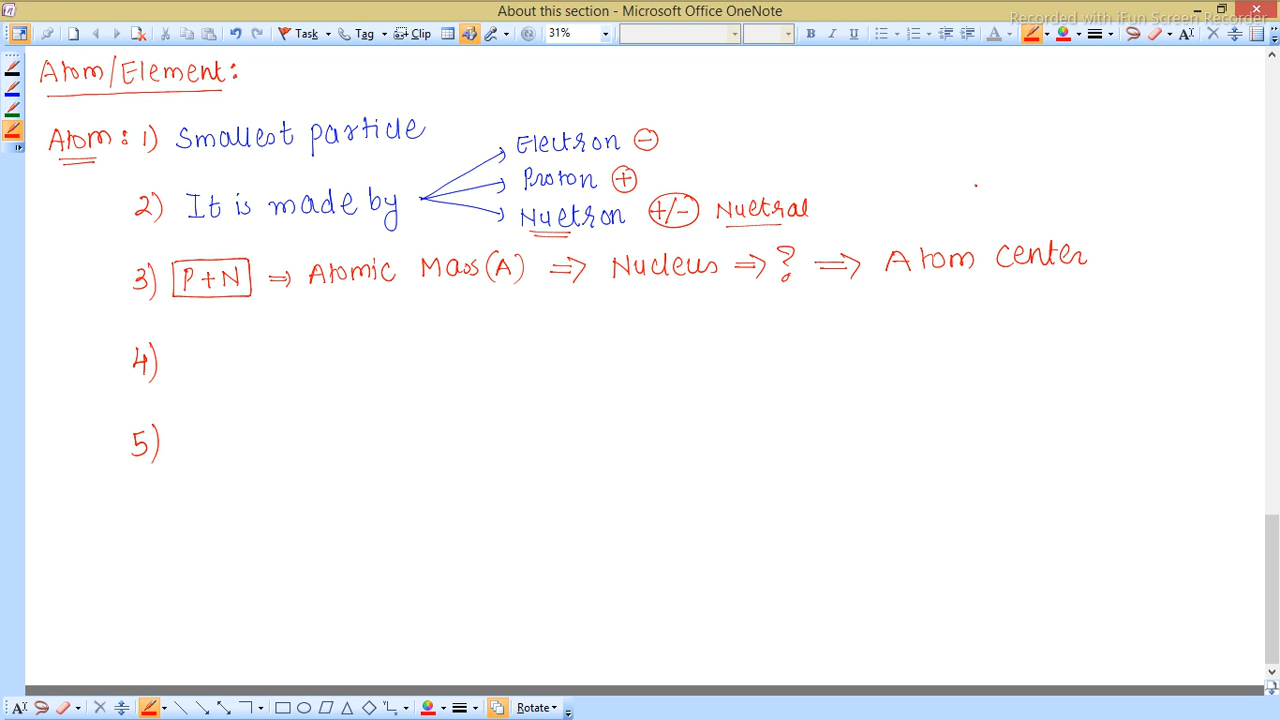 About this section - Microsoft Office OneNote
Recorded with iFun Screen Recorder
Task Tag Clip 31% B I U
Atom/Element:
Atom: 1) Smallest particle
2) It is made by
Electron −
Proton +
Nuetron +/− Nuetral
3) P+N ⇒ Atomic Mass(A) ⇒ Nucleus ⇒ ? ⇒ Atom center
4)
5)
Rotate